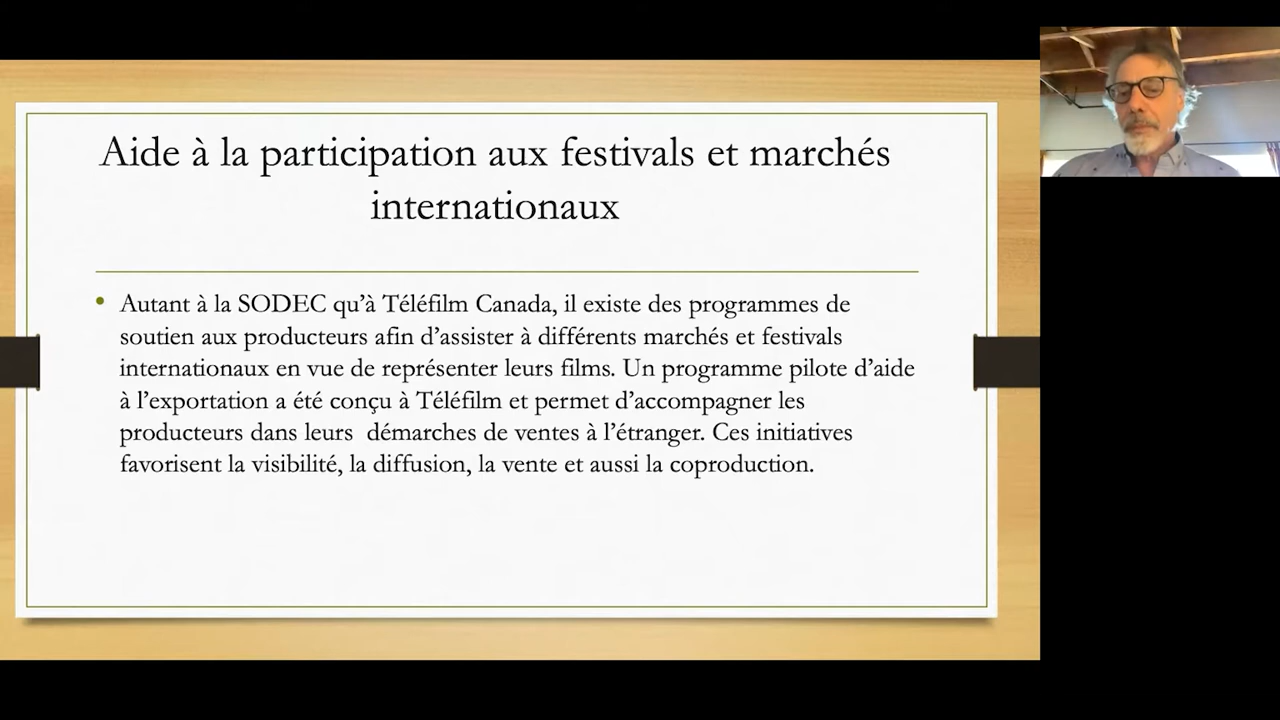 Aide à la participation aux festivals et marchés
internationaux
• Autant à la SODEC qu’à Téléfilm Canada, il existe des programmes de
soutien aux producteurs afin d’assister à différents marchés et festivals
internationaux en vue de représenter leurs films. Un programme pilote d’aide
à l’exportation a été conçu à Téléfilm et permet d’accompagner les
producteurs dans leurs  démarches de ventes à l’étranger. Ces initiatives
favorisent la visibilité, la diffusion, la vente et aussi la coproduction.